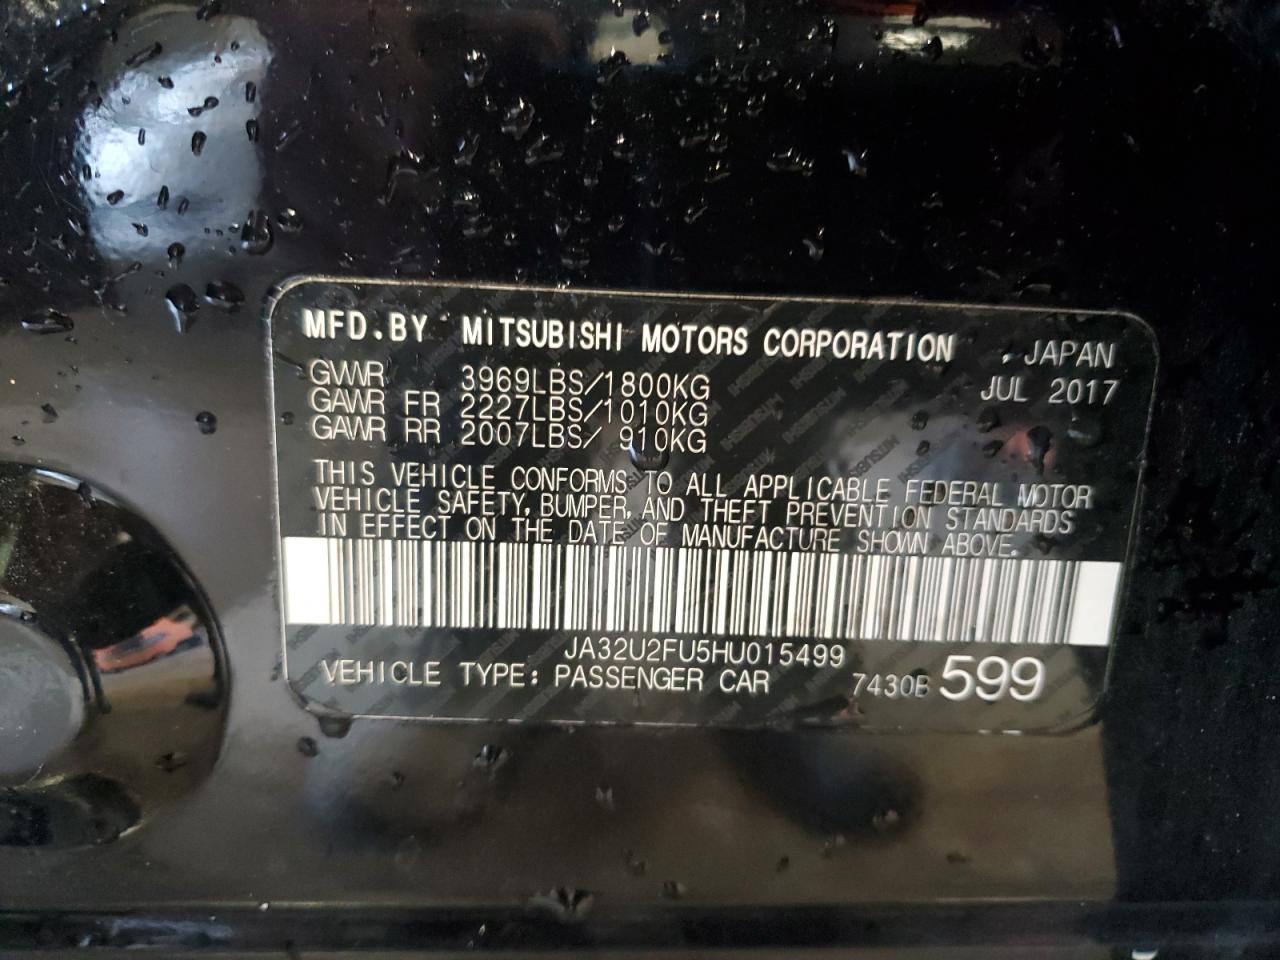 MFD.BY MITSUBISHI MOTORS CORPORATION , JAPAN
GVWR 3969LBS/1800KG JUL 2017
GAWR FR 2227LBS/1010KG
GAWR RR 2007LBS/ 910KG
THIS VEHICLE CONFORMS TO ALL APPLICABLE FEDERAL MOTOR
VEHICLE SAFETY, BUMPER, AND THEFT PREVENTION STANDARDS
IN EFFECT ON THE DATE OF MANUFACTURE SHOWN ABOVE.
JA32U2FU5HU015499
VEHICLE TYPE: PASSENGER CAR 7430B 599